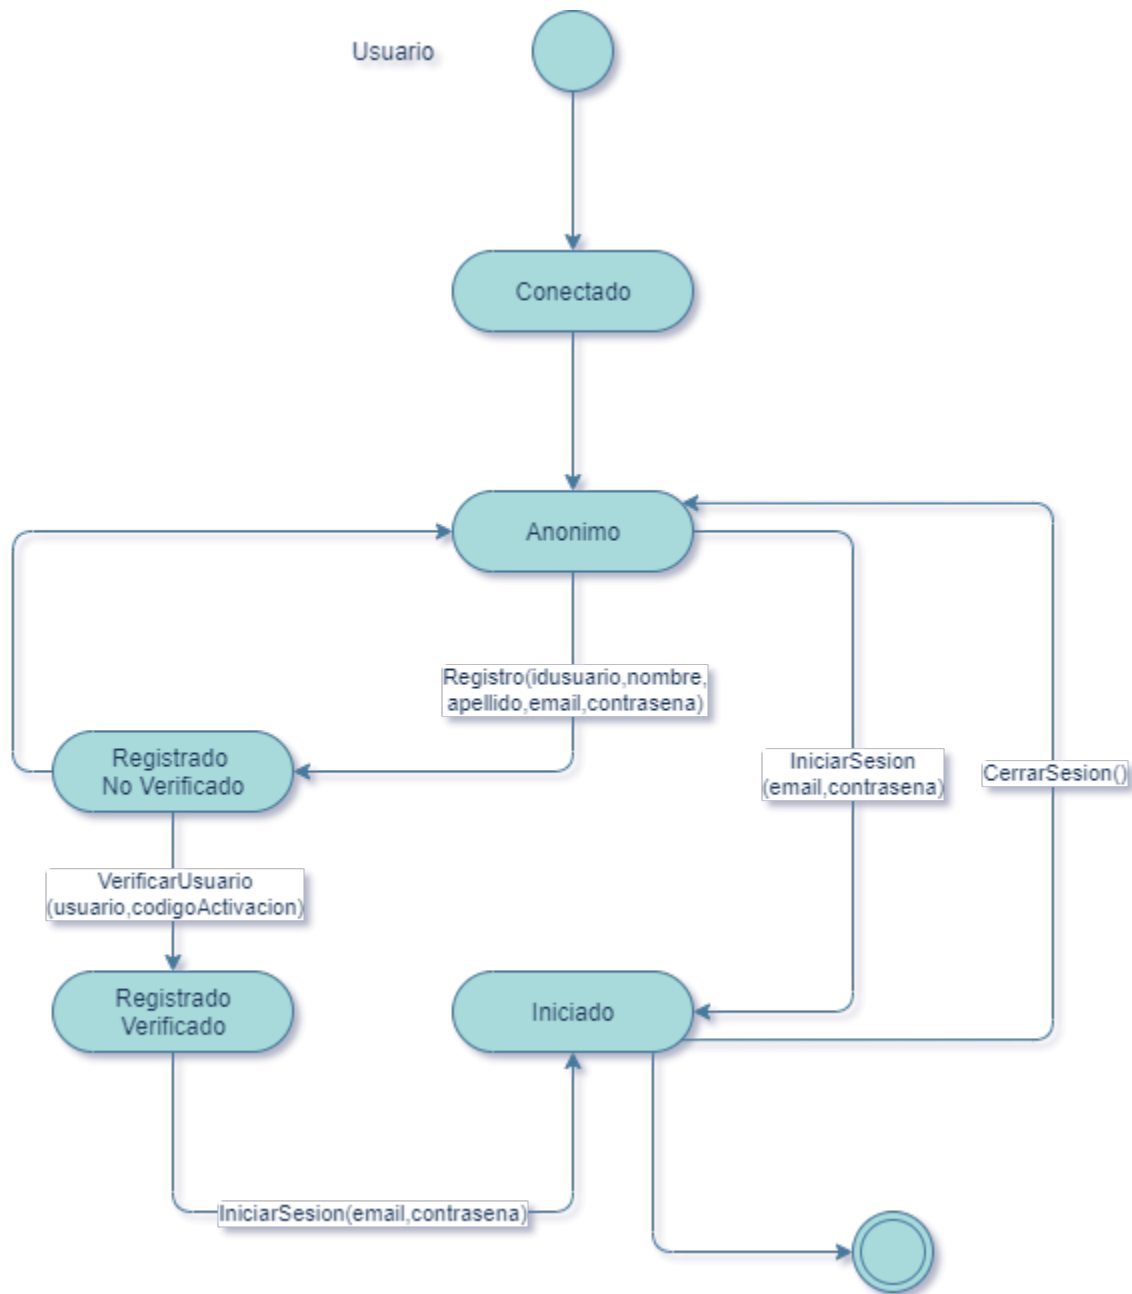 Usuario
Conectado
Anonimo
Registro(idusuario,nombre,
apellido,email,contrasena)
Registrado
No Verificado
IniciarSesion
(email,contrasena)
CerrarSesion()
VerificarUsuario
(usuario,codigoActivacion)
Registrado
Verificado
Iniciado
IniciarSesion(email,contrasena)